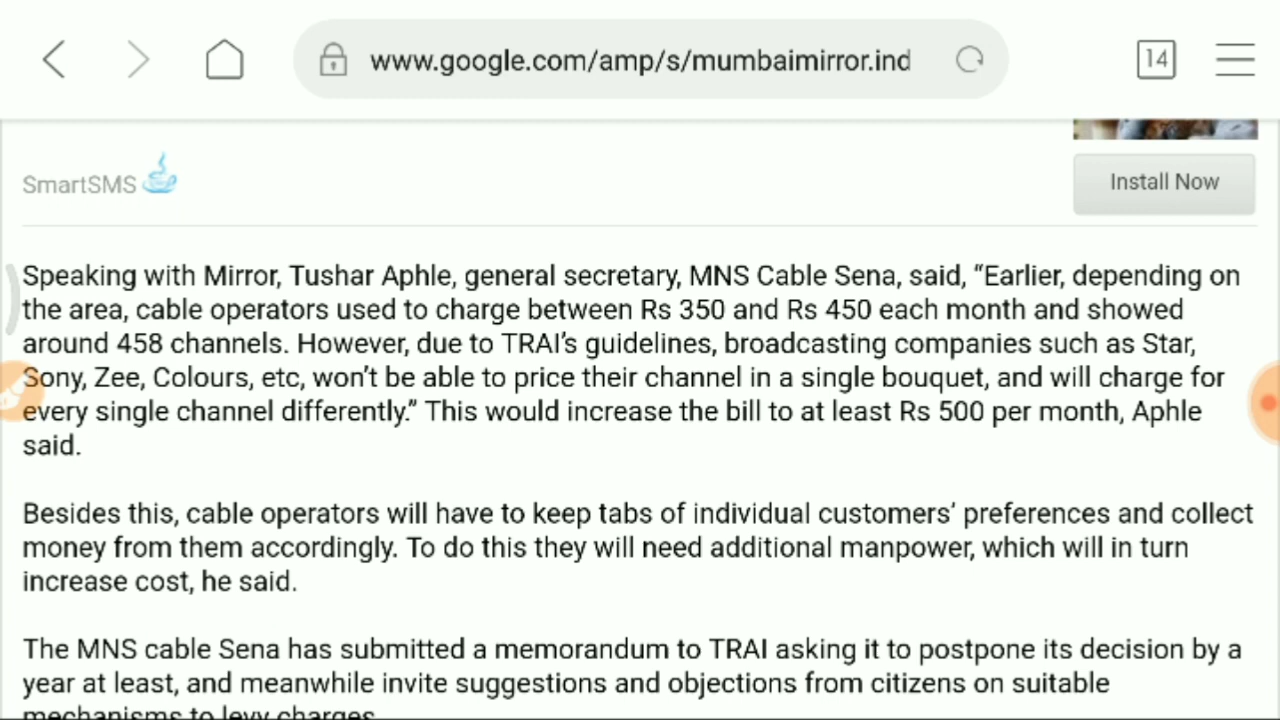 www.google.com/amp/s/mumbaimirror.ind
14
SmartSMS
Install Now
Speaking with Mirror, Tushar Aphle, general secretary, MNS Cable Sena, said, “Earlier, depending on
the area, cable operators used to charge between Rs 350 and Rs 450 each month and showed
around 458 channels. However, due to TRAI’s guidelines, broadcasting companies such as Star,
Sony, Zee, Colours, etc, won’t be able to price their channel in a single bouquet, and will charge for
every single channel differently.” This would increase the bill to at least Rs 500 per month, Aphle
said.
Besides this, cable operators will have to keep tabs of individual customers’ preferences and collect
money from them accordingly. To do this they will need additional manpower, which will in turn
increase cost, he said.
The MNS cable Sena has submitted a memorandum to TRAI asking it to postpone its decision by a
year at least, and meanwhile invite suggestions and objections from citizens on suitable
mechanisms to levy charges.